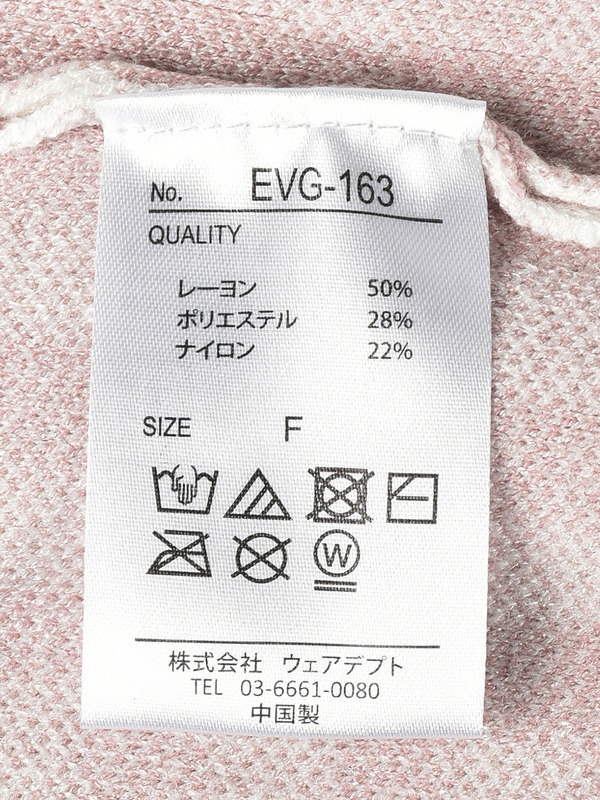 No. EVG-163
QUALITY
レーヨン 50%
ポリエステル 28%
ナイロン 22%
SIZE F
W
株式会社 ウェアデプト
TEL 03-6661-0080
中国製